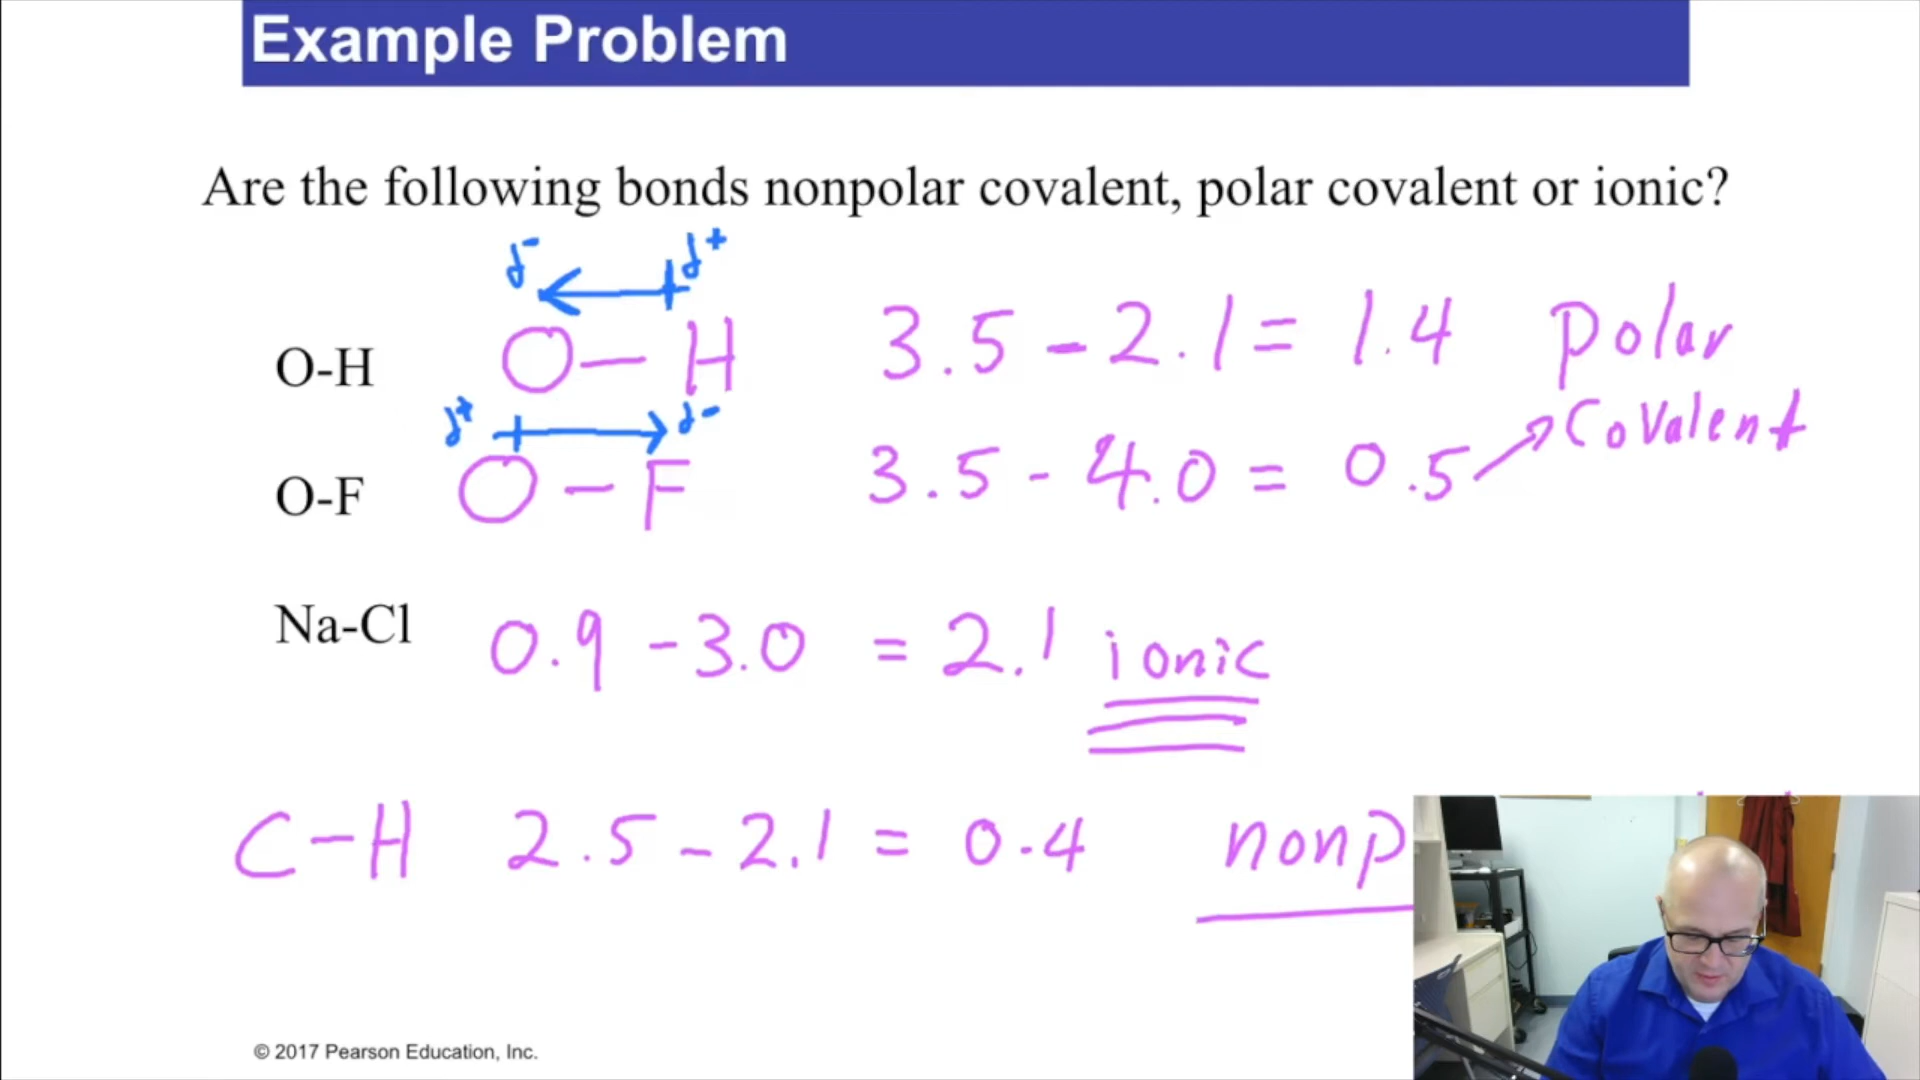 Example Problem
Are the following bonds nonpolar covalent, polar covalent or ionic?
δ- δ+
O-H O-H 3.5-2.1=1.4 polar
covalent
δ+ δ-
O-F O-F 3.5-4.0=0.5
Na-Cl 0.9-3.0=2.1 ionic
C-H 2.5-2.1=0.4 nonp
© 2017 Pearson Education, Inc.